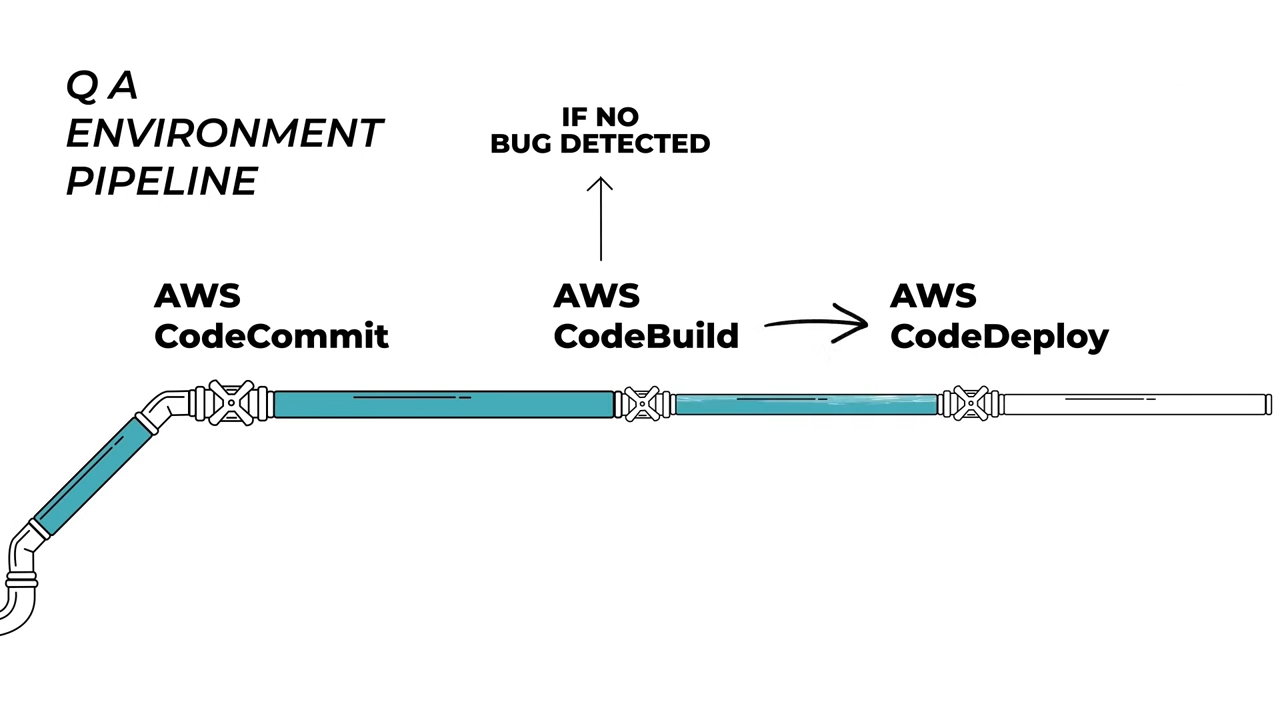 Q A
ENVIRONMENT
PIPELINE
IF NO
BUG DETECTED
AWS
CodeCommit
AWS
CodeBuild
AWS
CodeDeploy